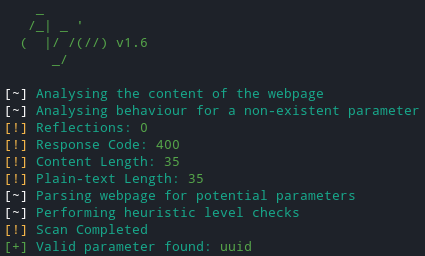 _
   /_| _ '
  (  |/ /(//) v1.6
      _/
[~] Analysing the content of the webpage
[~] Analysing behaviour for a non-existent parameter
[!] Reflections: 0
[!] Response Code: 400
[!] Content Length: 35
[!] Plain-text Length: 35
[~] Parsing webpage for potential parameters
[~] Performing heuristic level checks
[!] Scan Completed
[+] Valid parameter found: uuid